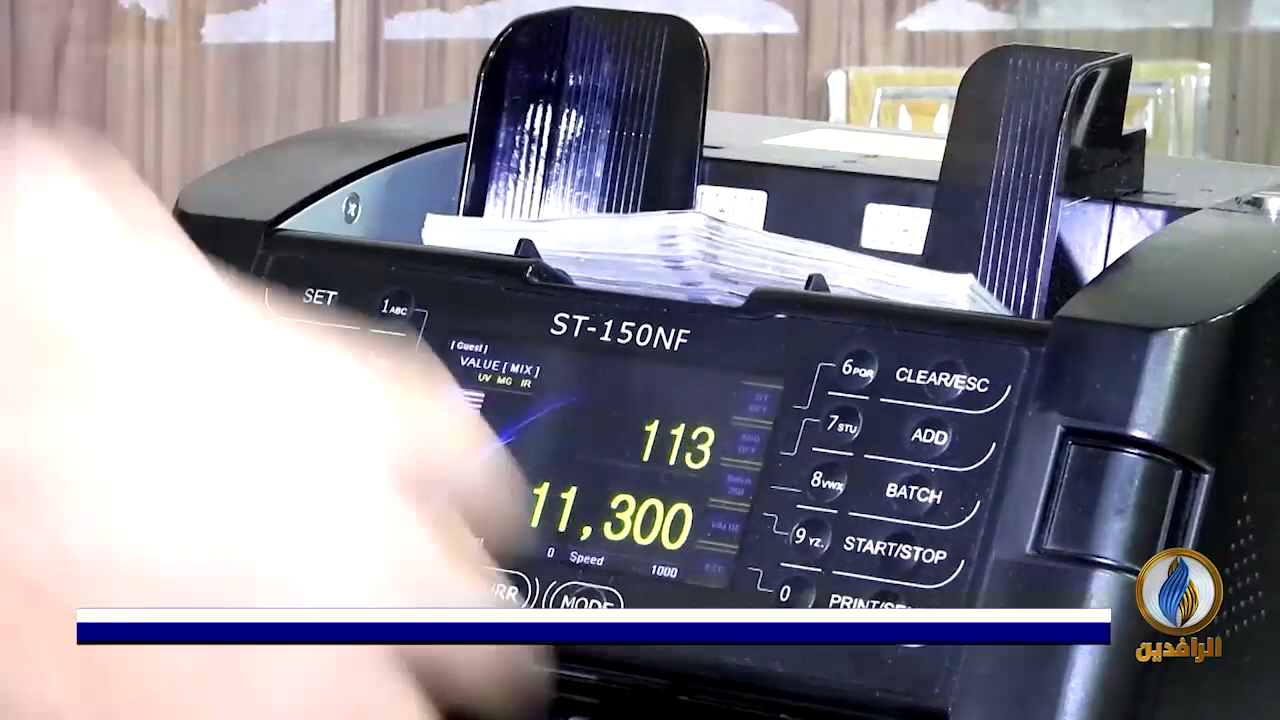 SET
1ABC
ST-150NF
[ Guest ]
VALUE [ MIX ]
UV MG IR
113
11,300
0 Speed 1000
MODE
6PQR CLEAR/ESC
7STU ADD
8VWX BATCH
9YZ. START/STOP
0
الرافدين